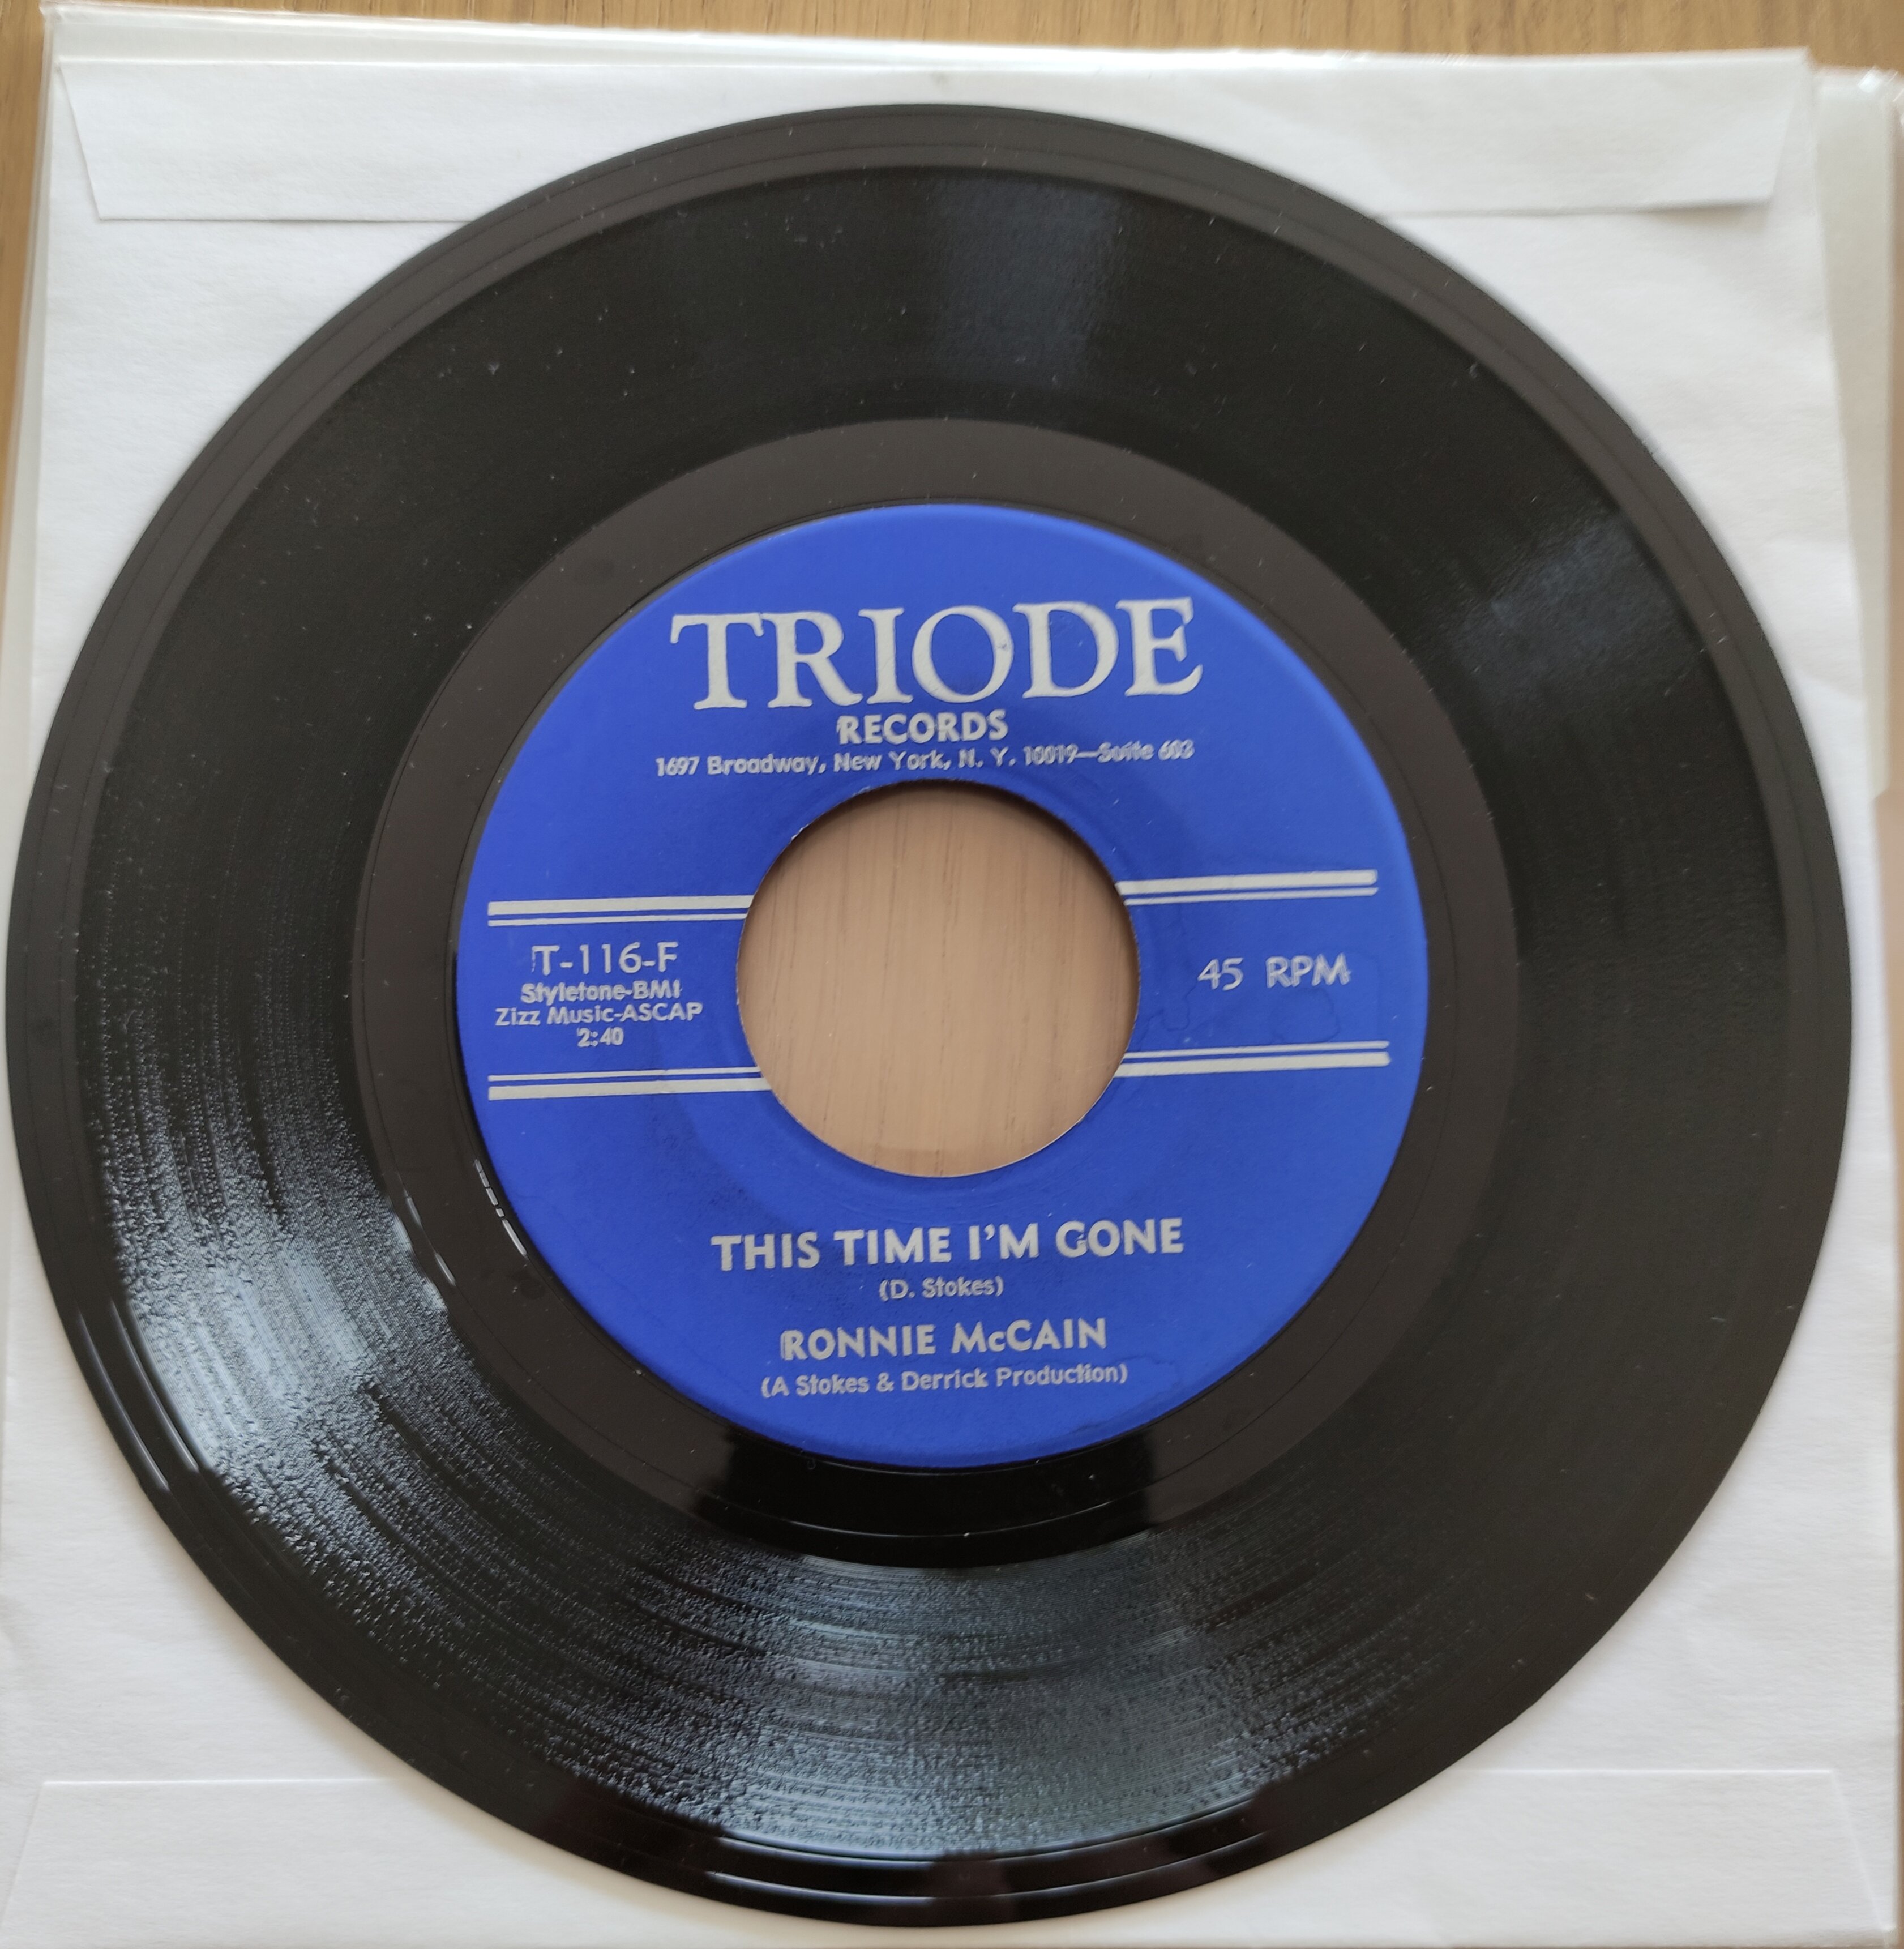 TRIODE
RECORDS
1697 Broadway, New York, N. Y. 10019—Suite 603
T-116-F
Styletone-BMI
Zizz Music-ASCAP
2:40
45 RPM
THIS TIME I'M GONE
(D. Stokes)
RONNIE McCAIN
(A Stokes & Derrick Production)